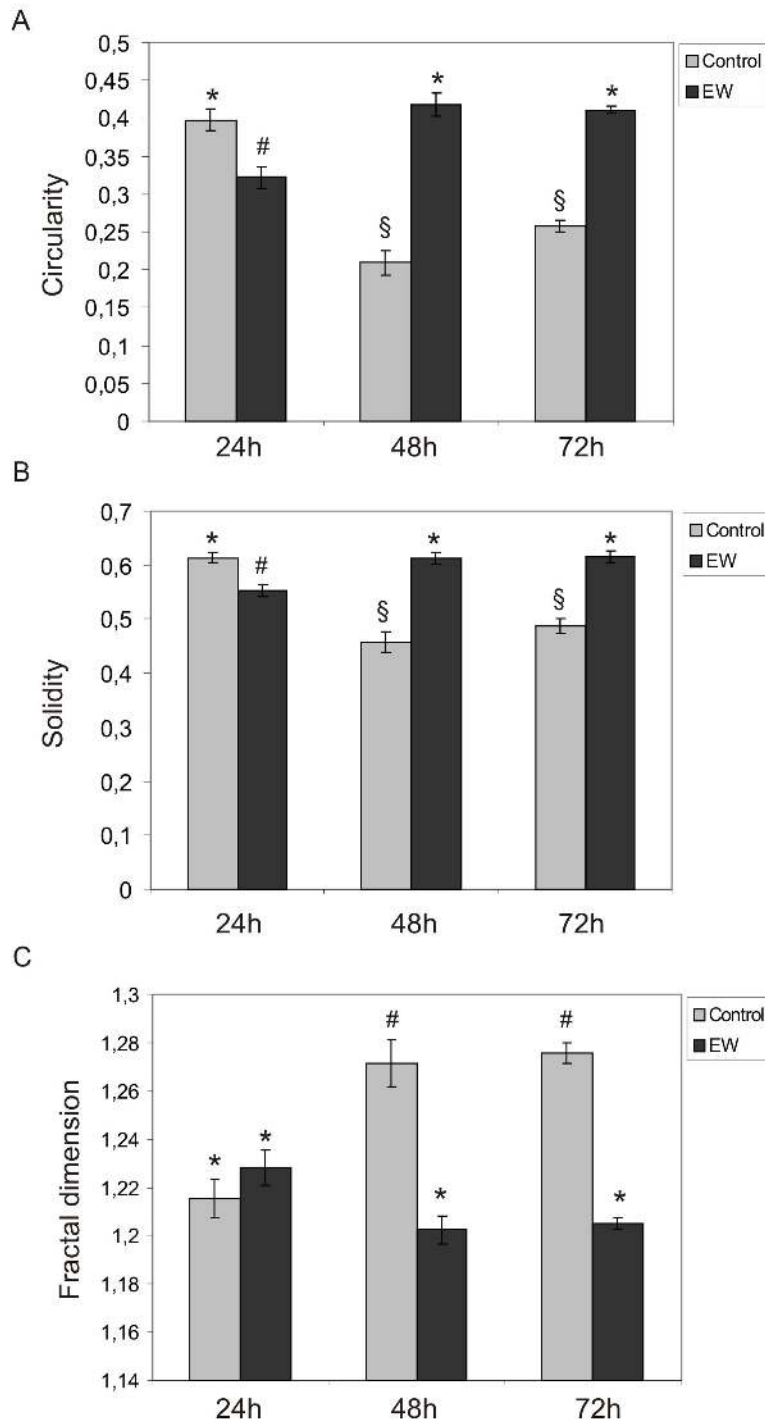 A
Circularity
0,5
0,45
0,4
0,35
0,3
0,25
0,2
0,15
0,1
0,05
0
* # § * § *
24h 48h 72h
Control
EW
B
Solidity
0,7
0,6
0,5
0,4
0,3
0,2
0,1
0
* # § * § *
24h 48h 72h
Control
EW
C
Fractal dimension
1,3
1,28
1,26
1,24
1,22
1,2
1,18
1,16
1,14
* * # * # *
24h 48h 72h
Control
EW